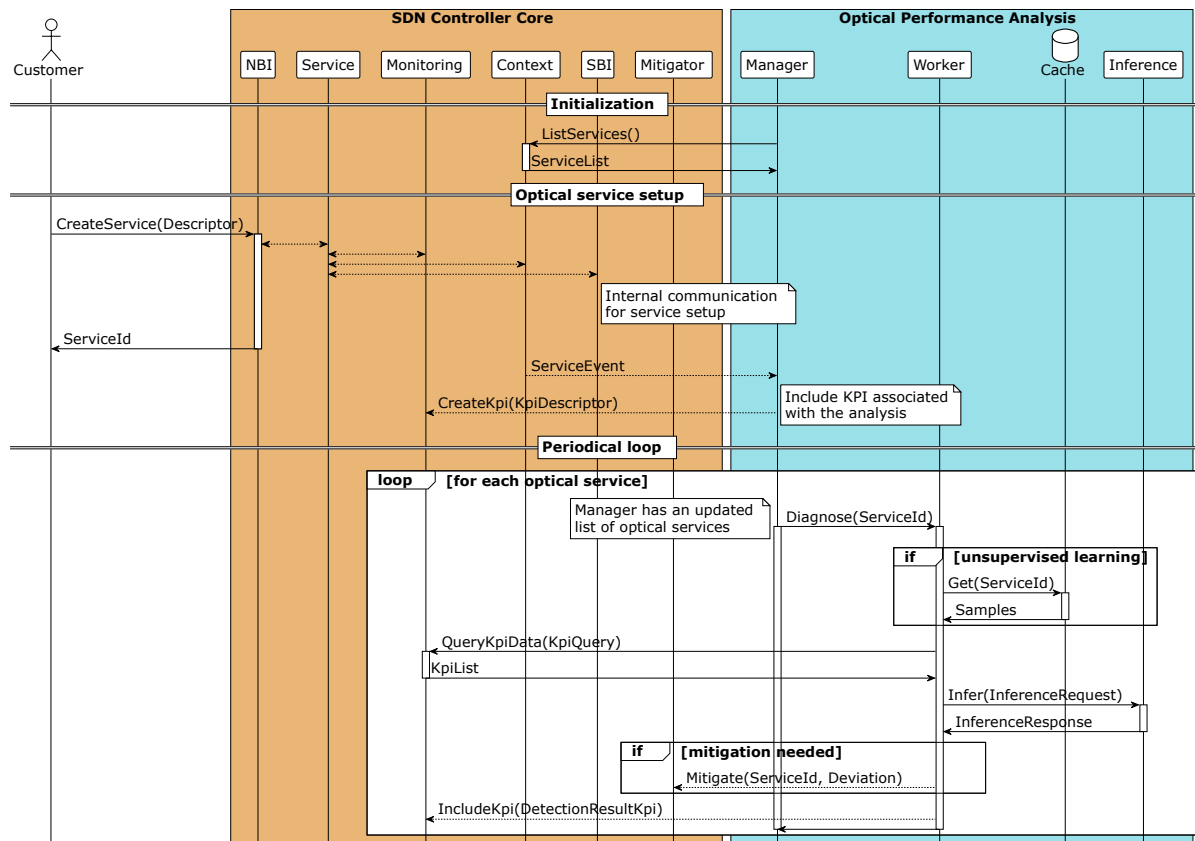 SDN Controller Core
Optical Performance Analysis
Customer
NBI
Service
Monitoring
Context
SBI
Mitigator
Manager
Worker
Cache
Inference
Initialization
ListServices()
ServiceList
Optical service setup
CreateService(Descriptor)
Internal communication
for service setup
ServiceId
ServiceEvent
Include KPI associated
with the analysis
CreateKpi(KpiDescriptor)
Periodical loop
loop
[for each optical service]
Manager has an updated
list of optical services
Diagnose(ServiceId)
if
[unsupervised learning]
Get(ServiceId)
Samples
QueryKpiData(KpiQuery)
KpiList
Infer(InferenceRequest)
InferenceResponse
if
[mitigation needed]
Mitigate(ServiceId, Deviation)
IncludeKpi(DetectionResultKpi)